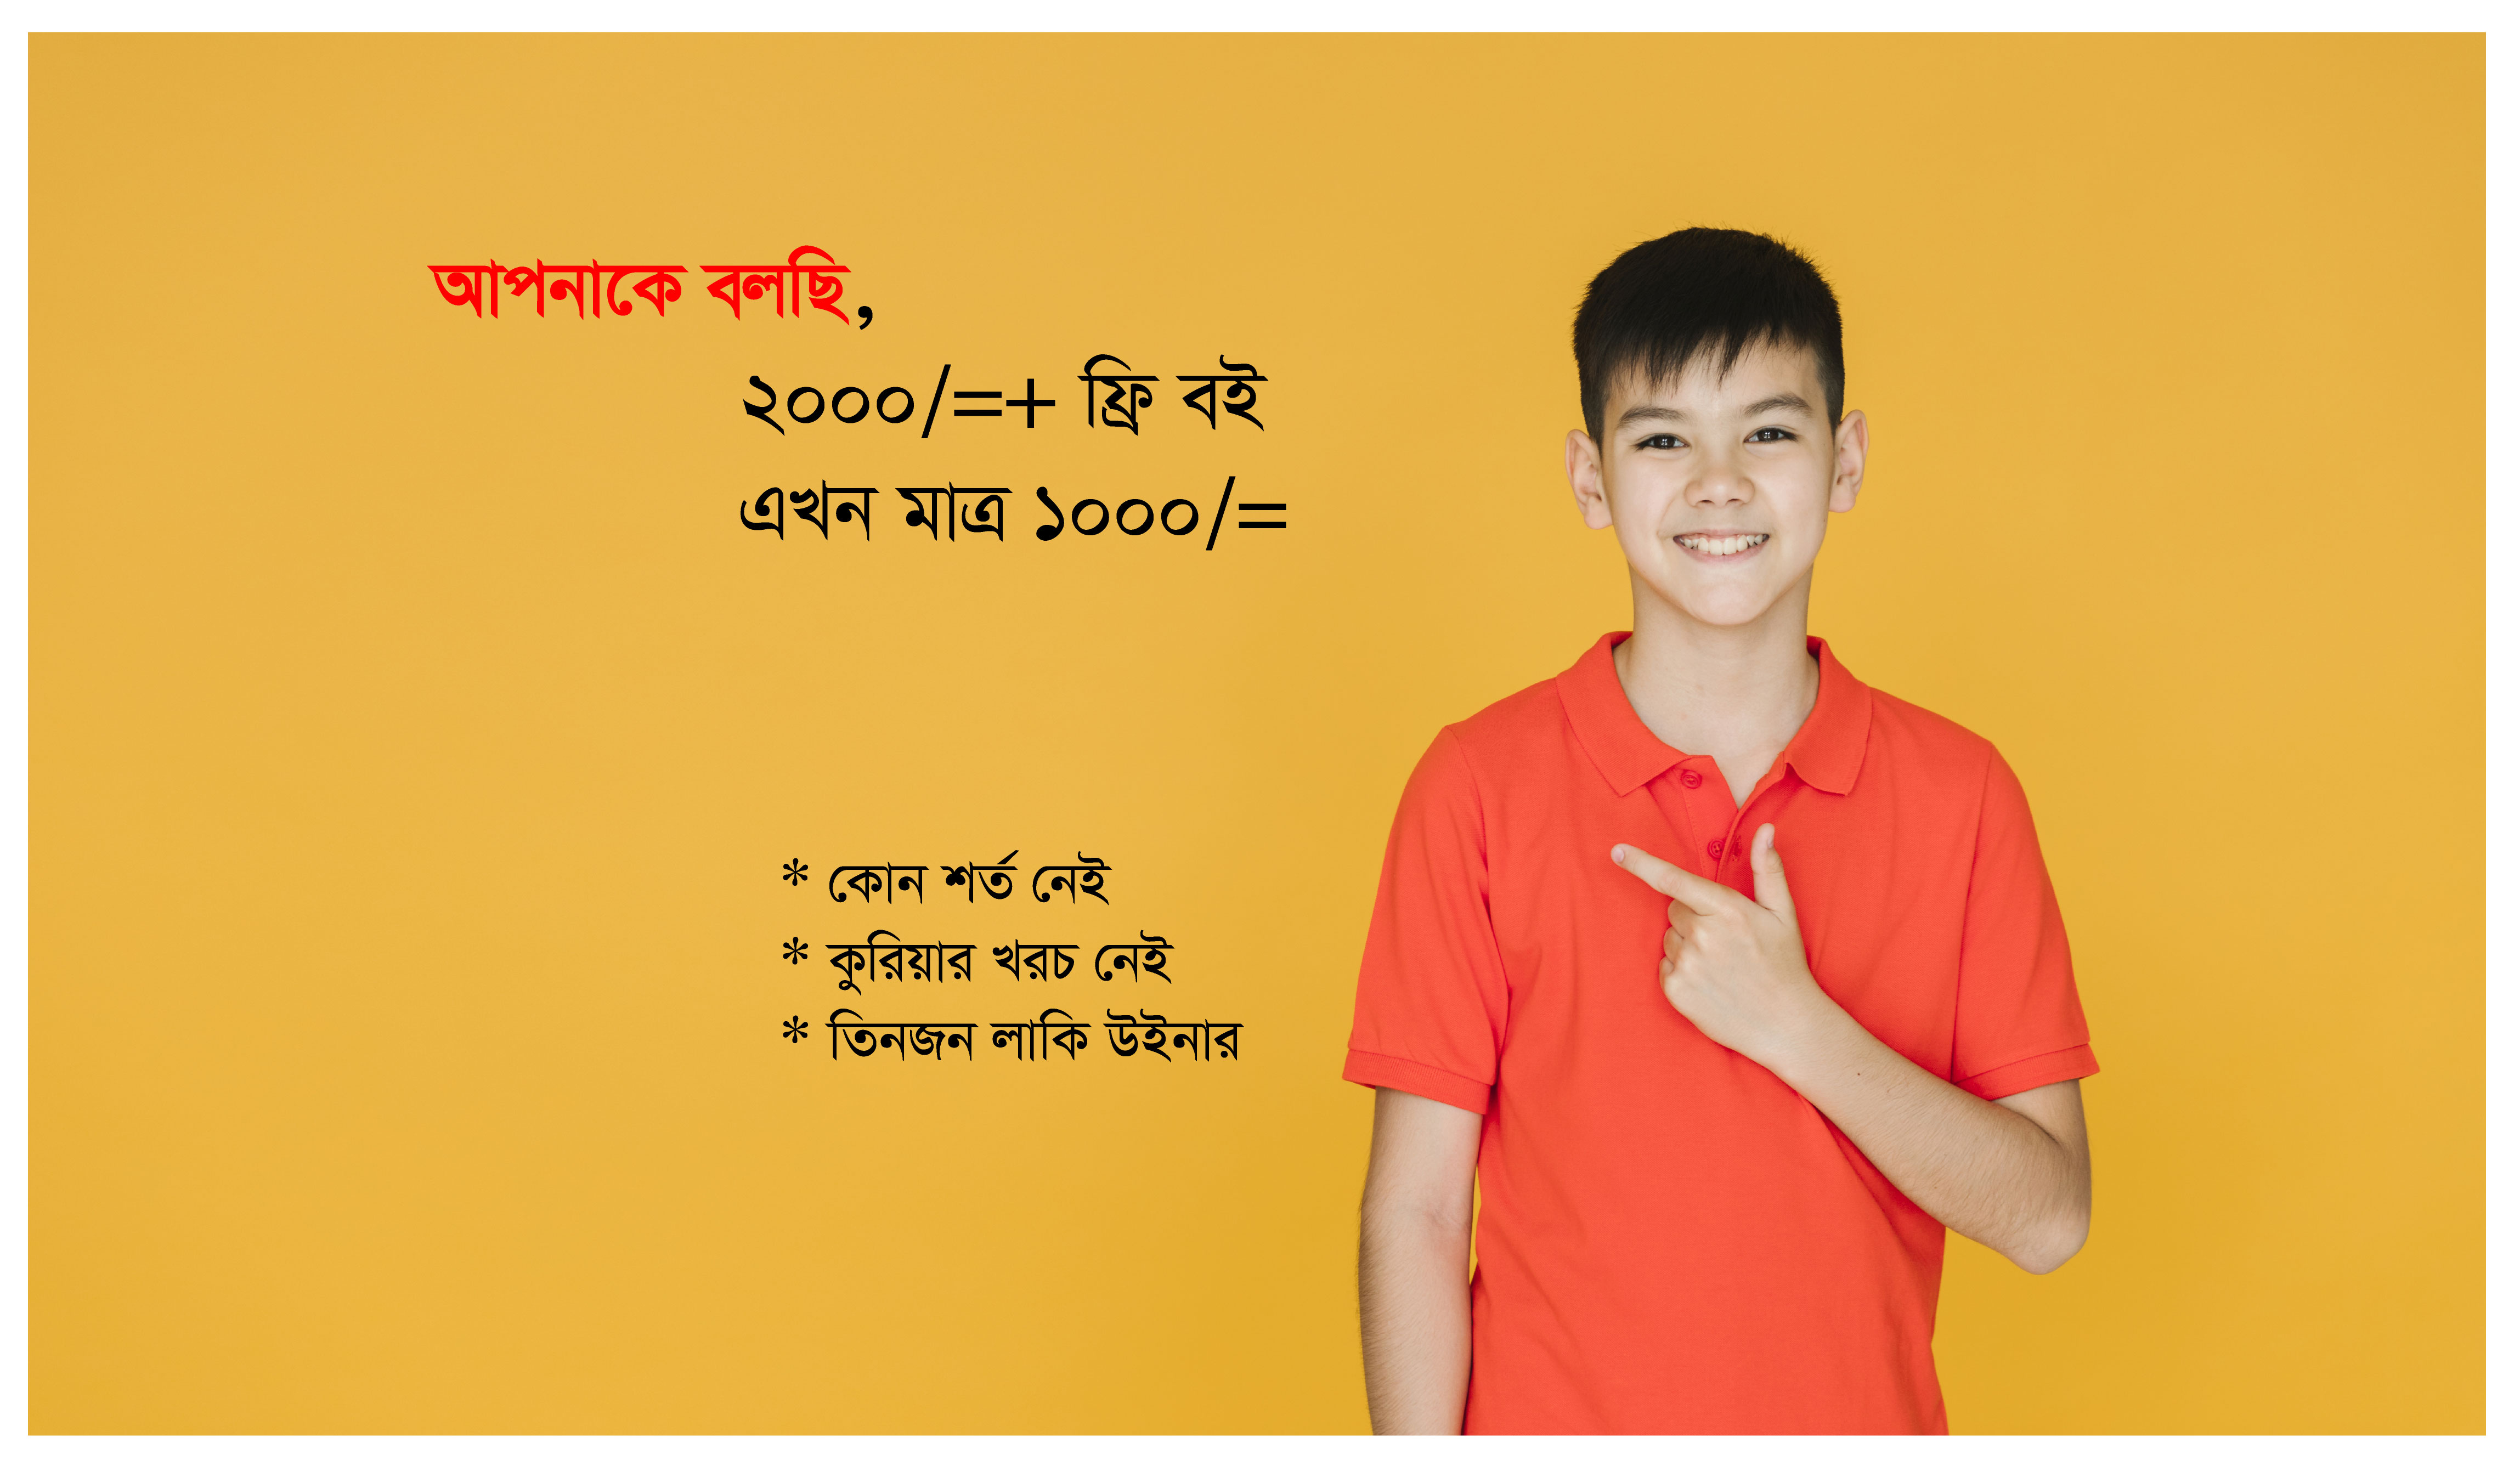 আপনাকে বলছি,
২০০০/=+ ফ্রি বই
এখন মাত্র ১০০০/=
* কোন শর্ত নেই
* কুরিয়ার খরচ নেই
* তিনজন লাকি উইনার